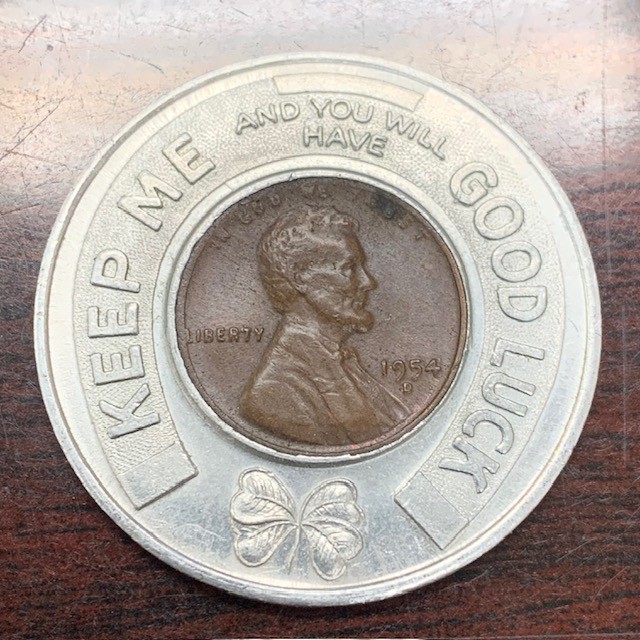 KEEP ME
AND YOU WILL
HAVE
GOOD LUCK
LIBERTY
1954
D